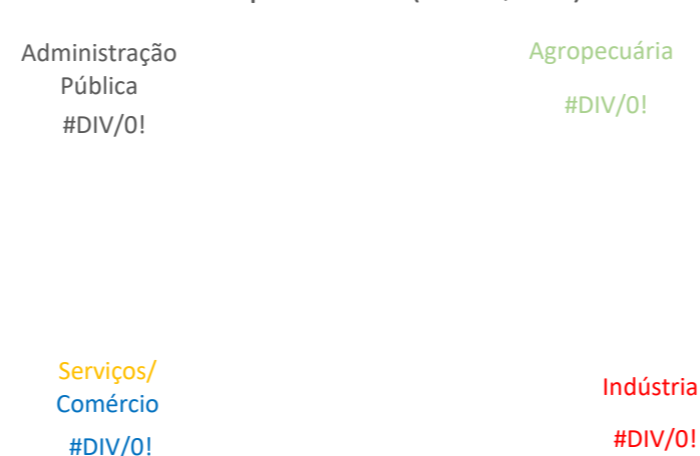 Administração
Pública
#DIV/0!
Agropecuária
#DIV/0!
Serviços/
Comércio
#DIV/0!
Indústria
#DIV/0!